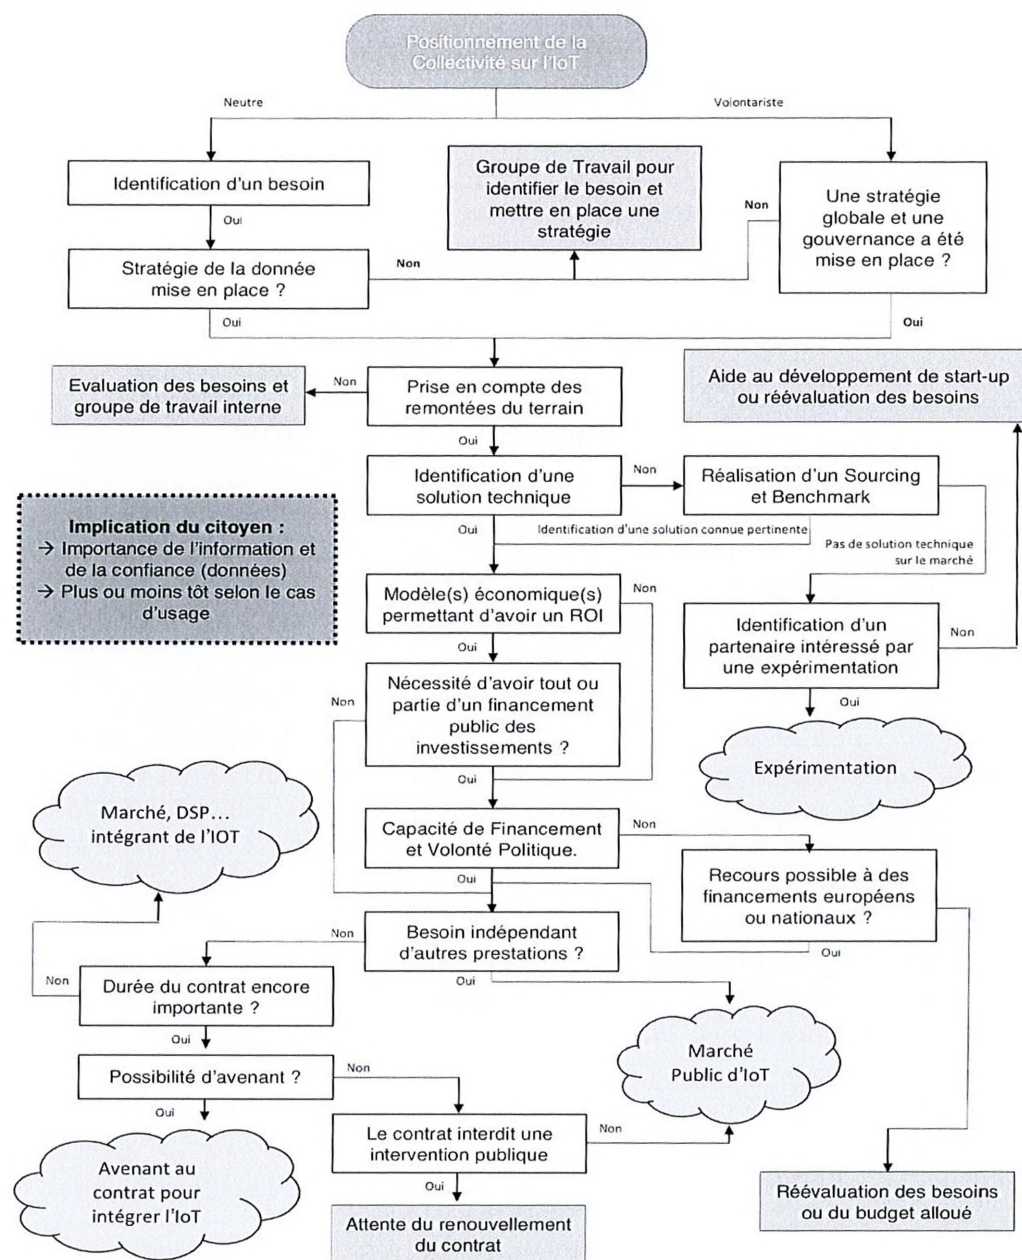 Positionnement de la
Collectivité sur l'IoT
Neutre
Volontariste
Identification d'un besoin
Groupe de Travail pour
identifier le besoin et
mettre en place une
stratégie
Une stratégie
globale et une
gouvernance a été
mise en place ?
Non
Oui
Stratégie de la donnée
mise en place ?
Non
Oui
Oui
Evaluation des besoins et
groupe de travail interne
Non
Prise en compte des
remontées du terrain
Aide au développement de start-up
ou réévaluation des besoins
Oui
Identification d'une
solution technique
Non
Réalisation d'un Sourcing
et Benchmark
Implication du citoyen :
→ Importance de l'information et
de la confiance (données)
→ Plus ou moins tôt selon le cas
d'usage
Oui
Identification d'une solution connue pertinente
Pas de solution technique
sur le marché
Modèle(s) économique(s)
permettant d'avoir un ROI
Non
Identification d'un
partenaire intéressé par
une expérimentation
Non
Oui
Nécessité d'avoir tout ou
partie d'un financement
public des
investissements ?
Non
Oui
Oui
Expérimentation
Marché, DSP…
intégrant de l'IOT
Capacité de Financement
et Volonté Politique.
Non
Oui
Recours possible à des
financements européens
ou nationaux ?
Oui
Besoin indépendant
d'autres prestations ?
Non
Oui
Non
Durée du contrat encore
importante ?
Oui
Marché
Public d'IoT
Possibilité d'avenant ?
Non
Oui
Le contrat interdit une
intervention publique
Non
Oui
Avenant au
contrat pour
intégrer l'IoT
Attente du renouvellement
du contrat
Réévaluation des besoins
ou du budget alloué